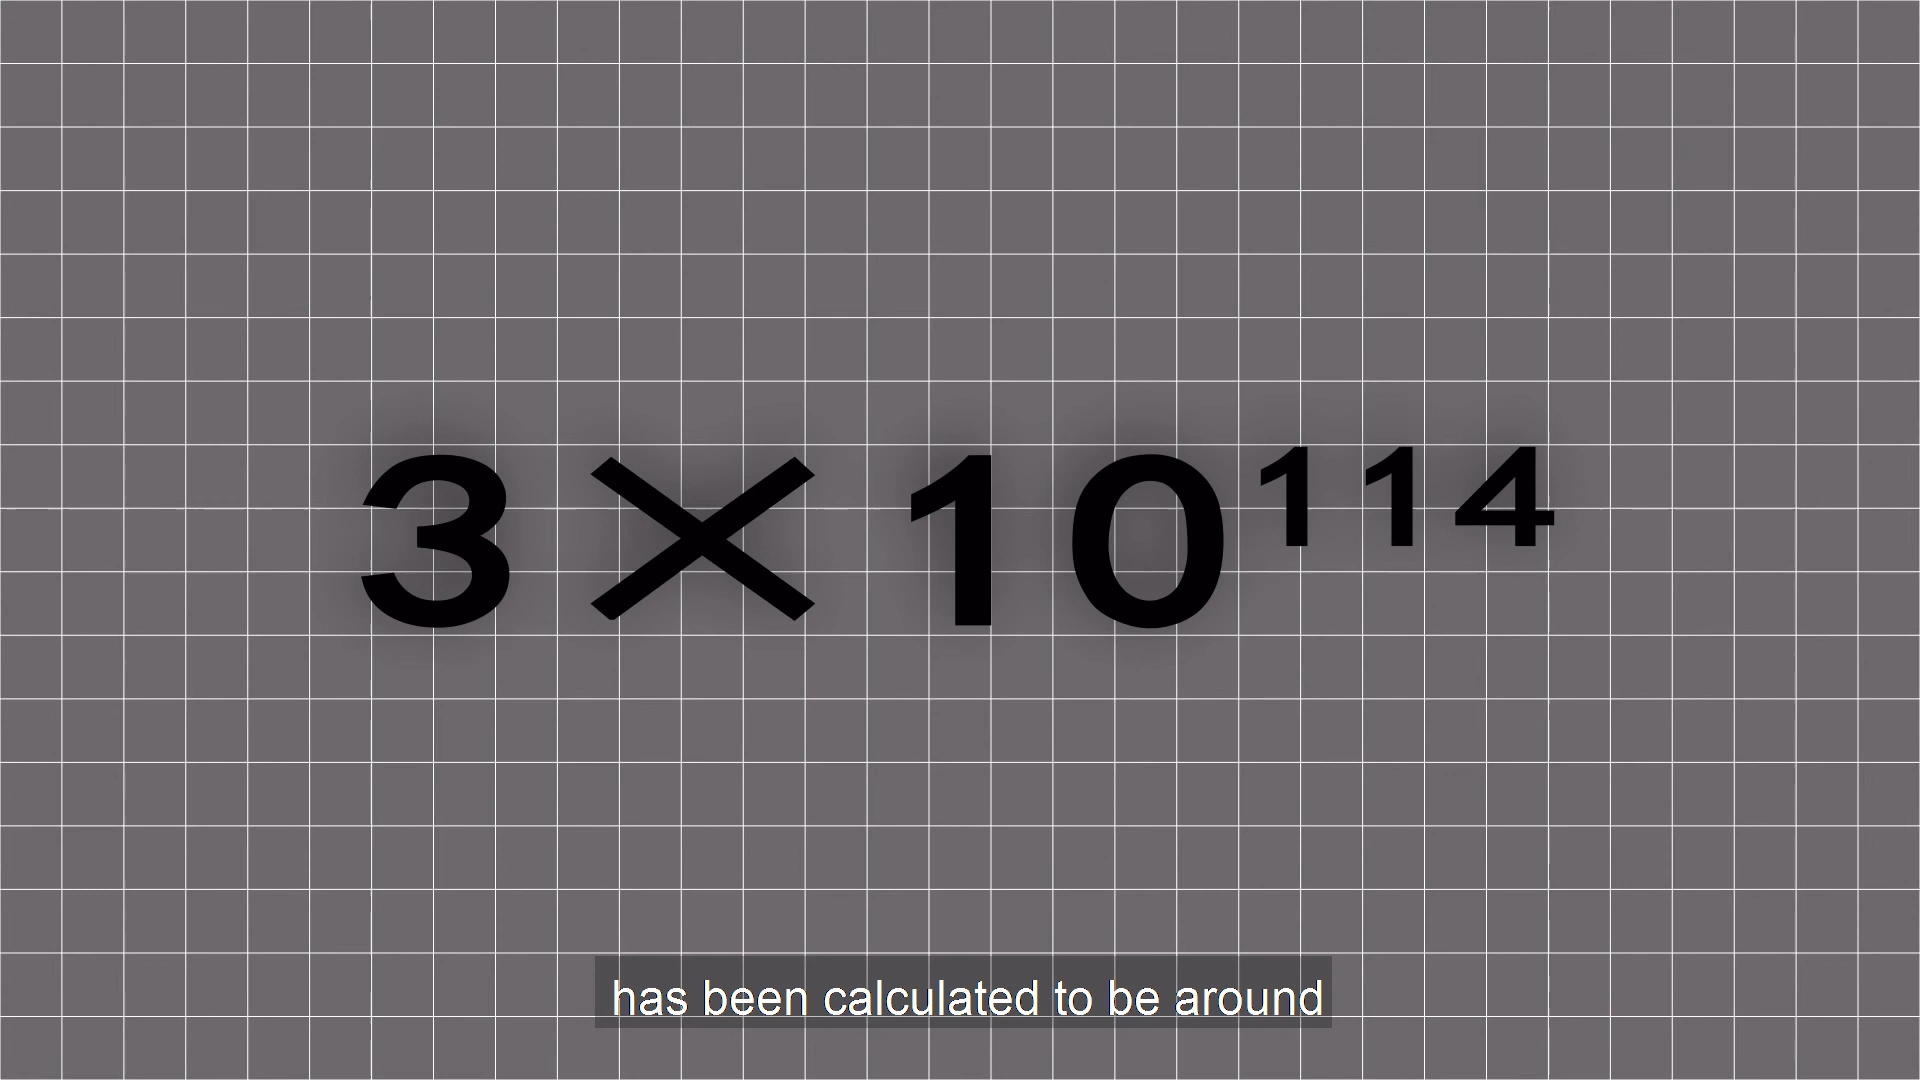 3×10¹¹⁴
has been calculated to be around